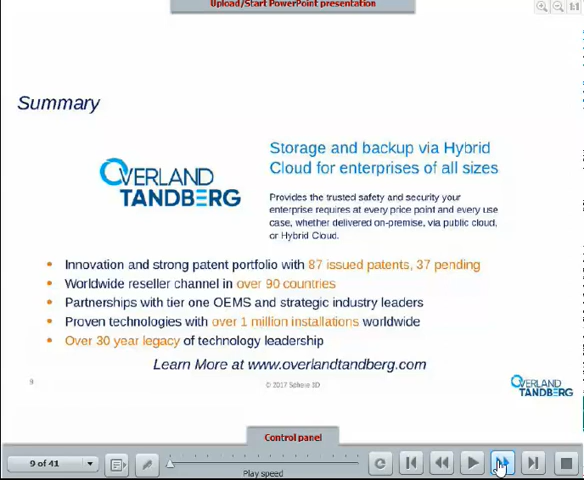 Upload/Start PowerPoint presentation
1:1
Summary
OVERLAND
TANDBERG
Storage and backup via Hybrid
Cloud for enterprises of all sizes
Provides the trusted safety and security your
enterprise requires at every price point and every use
case, whether delivered on-premise, via public cloud,
or Hybrid Cloud.
• Innovation and strong patent portfolio with 87 issued patents, 37 pending
• Worldwide reseller channel in over 90 countries
• Partnerships with tier one OEMS and strategic industry leaders
• Proven technologies with over 1 million installations worldwide
• Over 30 year legacy of technology leadership
Learn More at www.overlandtandberg.com
9
© 2017 Sphere 3D
OVERLAND
TANDBERG
Control panel
9 of 41
Play speed